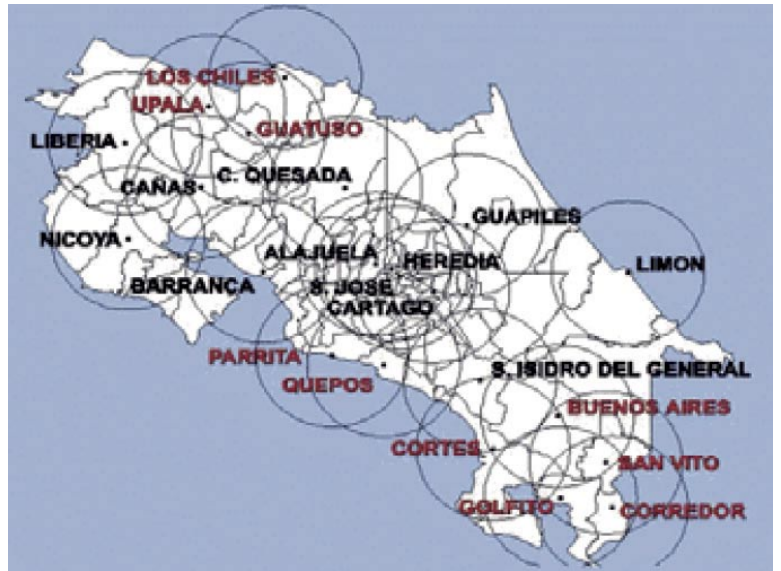 LOS CHILES
UPALA
GUATUSO
LIBERIA
C. QUESADA
CAÑAS
GUAPILES
NICOYA
ALAJUELA
HEREDIA
LIMON
BARRANCA
S. JOSE
CARTAGO
PARRITA
S. ISIDRO DEL GENERAL
QUEPOS
BUENOS AIRES
CORTES
SAN VITO
GOLFITO
CORREDOR